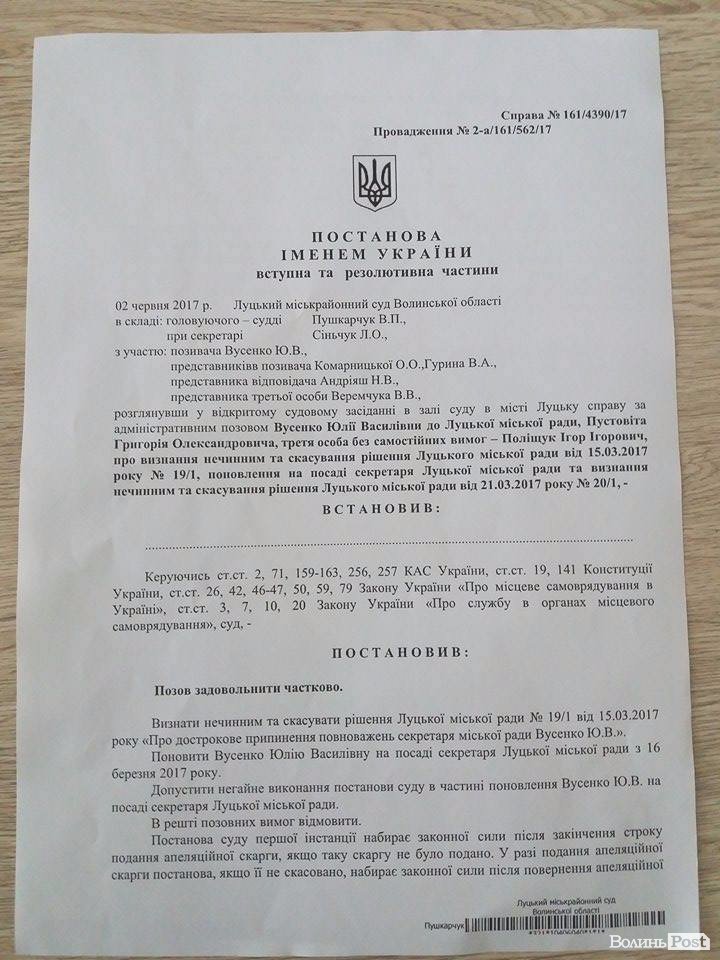 Справа № 161/4390/17
Провадження № 2-а/161/562/17
ПОСТАНОВА
ІМЕНЕМ УКРАЇНИ
вступна та резолютивна частини
02 червня 2017 р. Луцький міськрайонний суд Волинської області
в складі: головуючого – судді Пушкарчук В.П.,
при секретарі Сіньчук Л.О.,
з участю: позивача Вусенко Ю.В.,
представниківв позивача Комарницької О.О.,Гурина В.А.,
представника відповідача Андріяш Н.В.,
представника третьої особи Веремчука В.В.,
розглянувши у відкритому судовому засіданні в залі суду в місті Луцьку справу за
адміністративним позовом Вусенко Юлії Василівни до Луцької міської ради, Пустовіта
Григорія Олександровича, третя особа без самостійних вимог – Поліщук Ігор Ігорович,
про визнання нечинним та скасування рішення Луцького міської ради від 15.03.2017
року № 19/1, поновлення на посаді секретаря Луцької міської ради та визнання
нечинним та скасування рішення Луцького міської ради від 21.03.2017 року № 20/1, -
ВСТАНОВИВ:
Керуючись ст.ст. 2, 71, 159-163, 256, 257 КАС України, ст.ст. 19, 141 Конституції
України, ст.ст. 26, 42, 46-47, 50, 59, 79 Закону України «Про місцеве самоврядування в
Україні», ст.ст. 3, 7, 10, 20 Закону України «Про службу в органах місцевого
самоврядування», суд, -
ПОСТАНОВИВ:
Позов задовольнити частково.
Визнати нечинним та скасувати рішення Луцької міської ради № 19/1 від 15.03.2017
року «Про дострокове припинення повноважень секретаря міської ради Вусенко Ю.В.».
Поновити Вусенко Юлію Василівну на посаді секретаря Луцької міської ради з 16
березня 2017 року.
Допустити негайне виконання постанови суду в частині поновлення Вусенко Ю.В. на
посаді секретаря Луцької міської ради.
В решті позовних вимог відмовити.
Постанова суду першої інстанції набирає законної сили після закінчення строку
подання апеляційної скарги, якщо таку скаргу не було подано. У разі подання апеляційної
скарги постанова, якщо її не скасовано, набирає законної сили після повернення апеляційної
Луцький міськрайонний суд
Волинської області
Пушкарчук
ВолиньPost